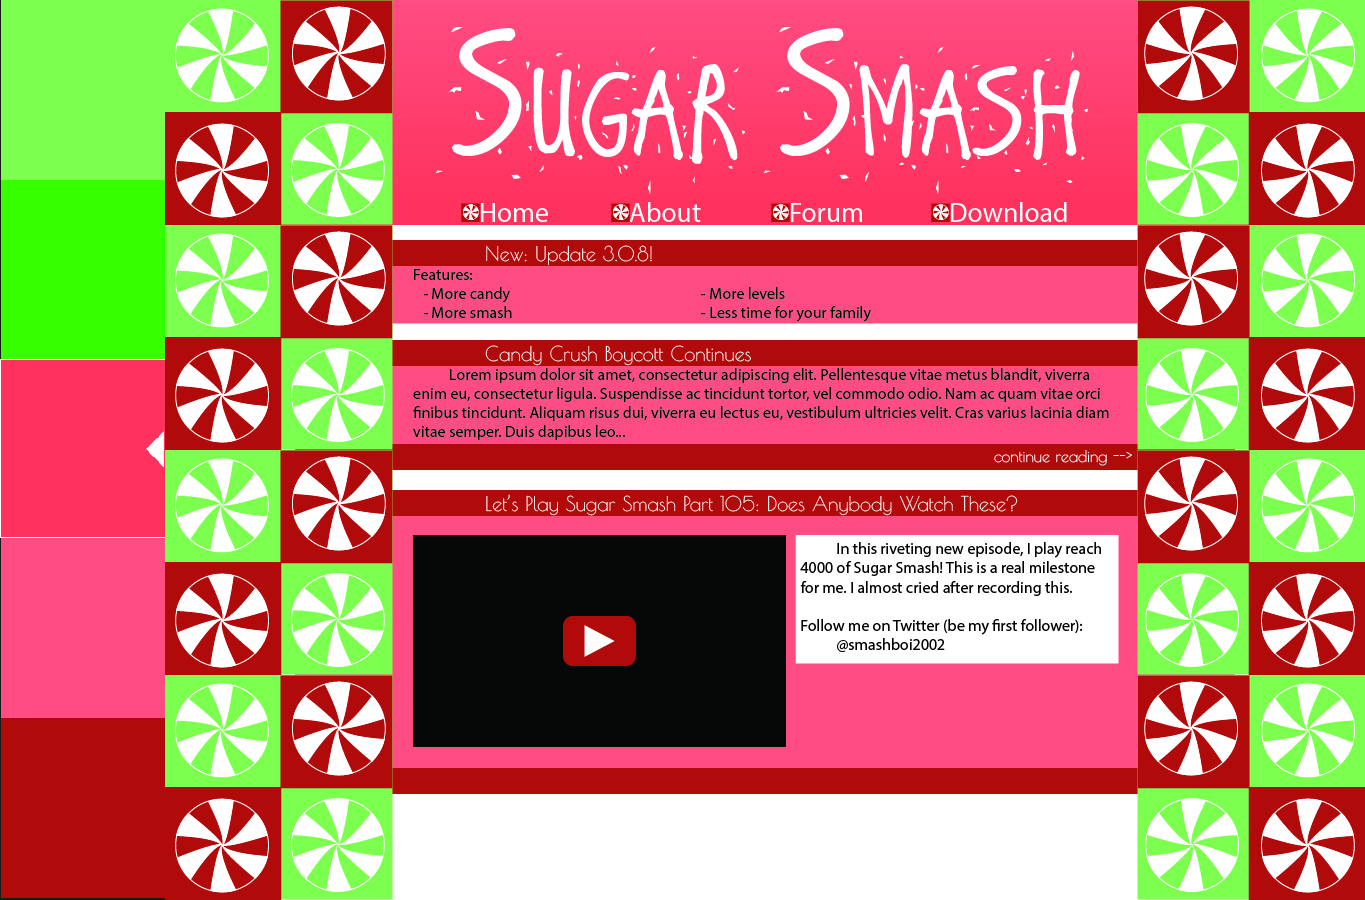 Sugar Smash
Home About Forum Download
New: Update 3.0.8!
Features:
- More candy - More levels
- More smash - Less time for your family
Candy Crush Boycott Continues
Lorem ipsum dolor sit amet, consectetur adipiscing elit. Pellentesque vitae metus blandit, viverra
enim eu, consectetur ligula. Suspendisse ac tincidunt tortor, vel commodo odio. Nam ac quam vitae orci
finibus tincidunt. Aliquam risus dui, viverra eu lectus eu, vestibulum ultricies velit. Cras varius lacinia diam
vitae semper. Duis dapibus leo...
continue reading -->
Let's Play Sugar Smash Part 105: Does Anybody Watch These?
In this riveting new episode, I play reach
4000 of Sugar Smash! This is a real milestone
for me. I almost cried after recording this.
Follow me on Twitter (be my first follower):
@smashboi2002